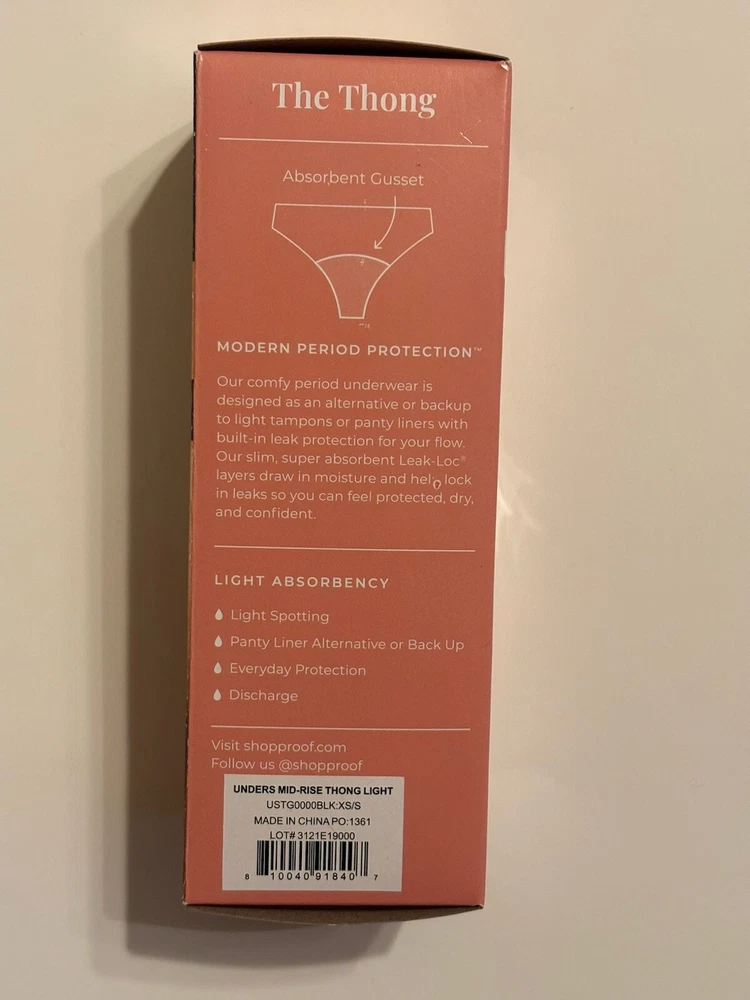 The Thong
Absorbent Gusset
MODERN PERIOD PROTECTION™
Our comfy period underwear is
designed as an alternative or backup
to light tampons or panty liners with
built-in leak protection for your flow.
Our slim, super absorbent Leak-Loc®
layers draw in moisture and help lock
in leaks so you can feel protected, dry,
and confident.
LIGHT ABSORBENCY
Light Spotting
Panty Liner Alternative or Back Up
Everyday Protection
Discharge
Visit shopproof.com
Follow us @shopproof
UNDERS MID-RISE THONG LIGHT
USTG0000BLK:XS/S
MADE IN CHINA PO:1361
LOT# 3121E19000
8 10040 91840 7